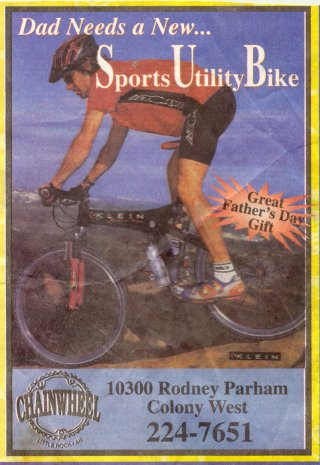 Dad Needs a New...
Sports Utility Bike
KLEIN
Great
Father's Day
Gift
KLEIN
CHAINWHEEL
LITTLE ROCK • AR
10300 Rodney Parham
Colony West
224-7651